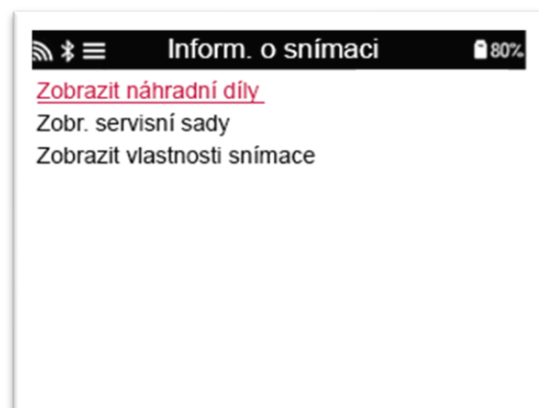 Inform. o snímaci
80%
Zobrazit náhradní díly
Zobr. servisní sady
Zobrazit vlastnosti snímace